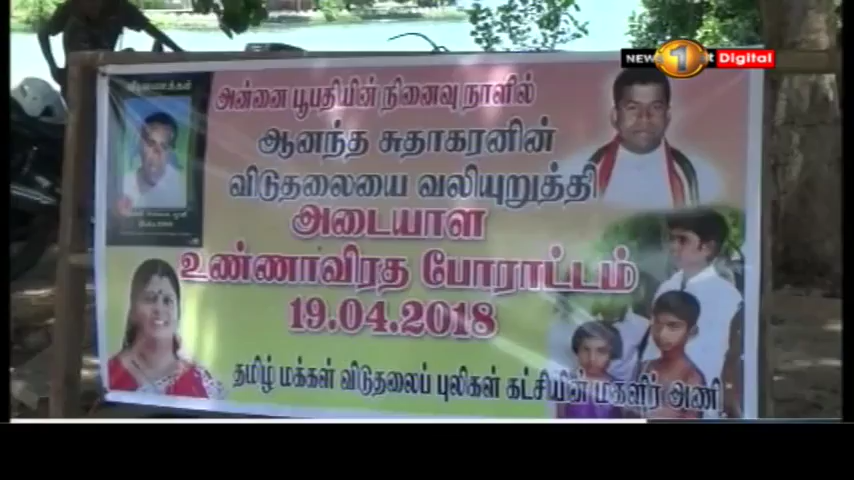 NEWS 1st Digital
அன்னை பூபதியின் நினைவு நாளில்
ஆனந்த சுதாகரனின்
விடுதலையை வலியுறுத்தி
அடையாள
உண்ணாவிரத போராட்டம்
19.04.2018
தமிழ் மக்கள் விடுதலைப் புலிகள் கட்சியின் மகளிர் அணி